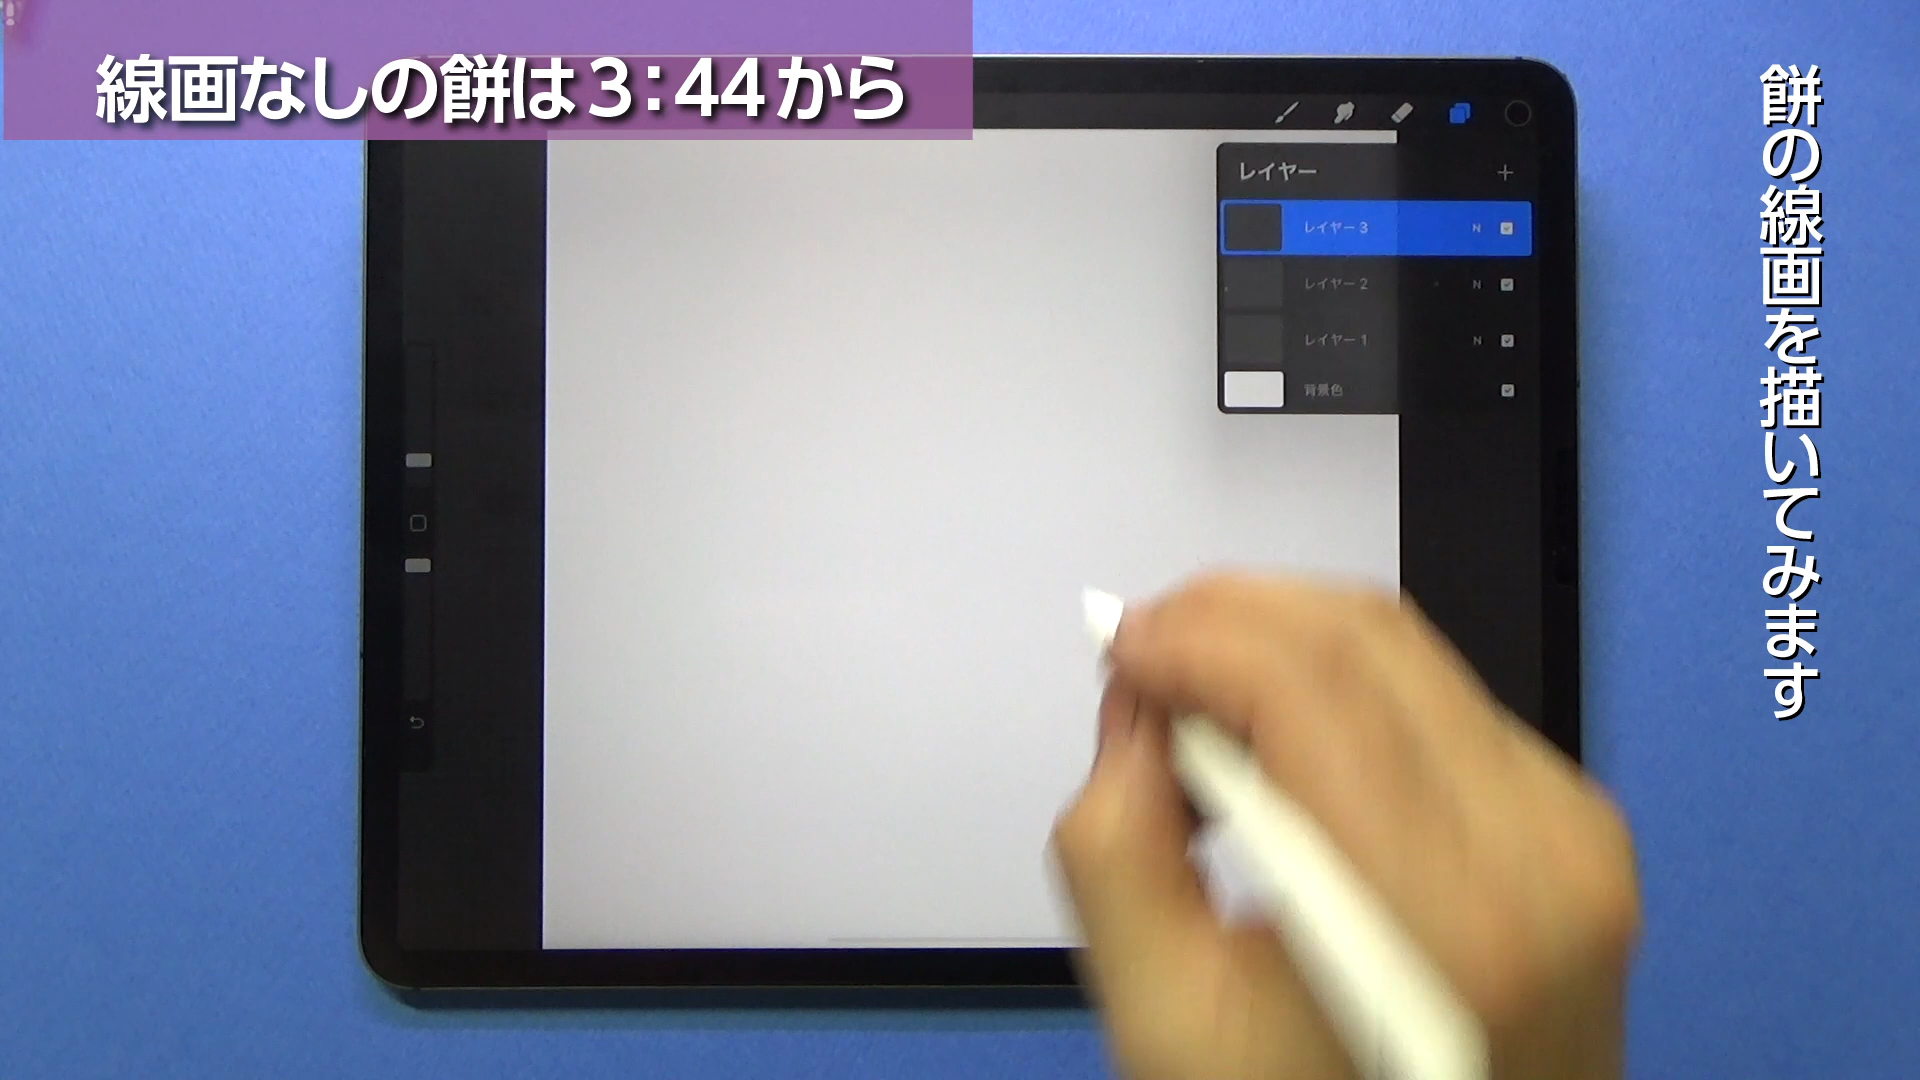 線画なしの餅は3:44から
餅の線画を描いてみます
レイヤー
レイヤー 3 N
レイヤー 2 N
レイヤー 1 N
背景色